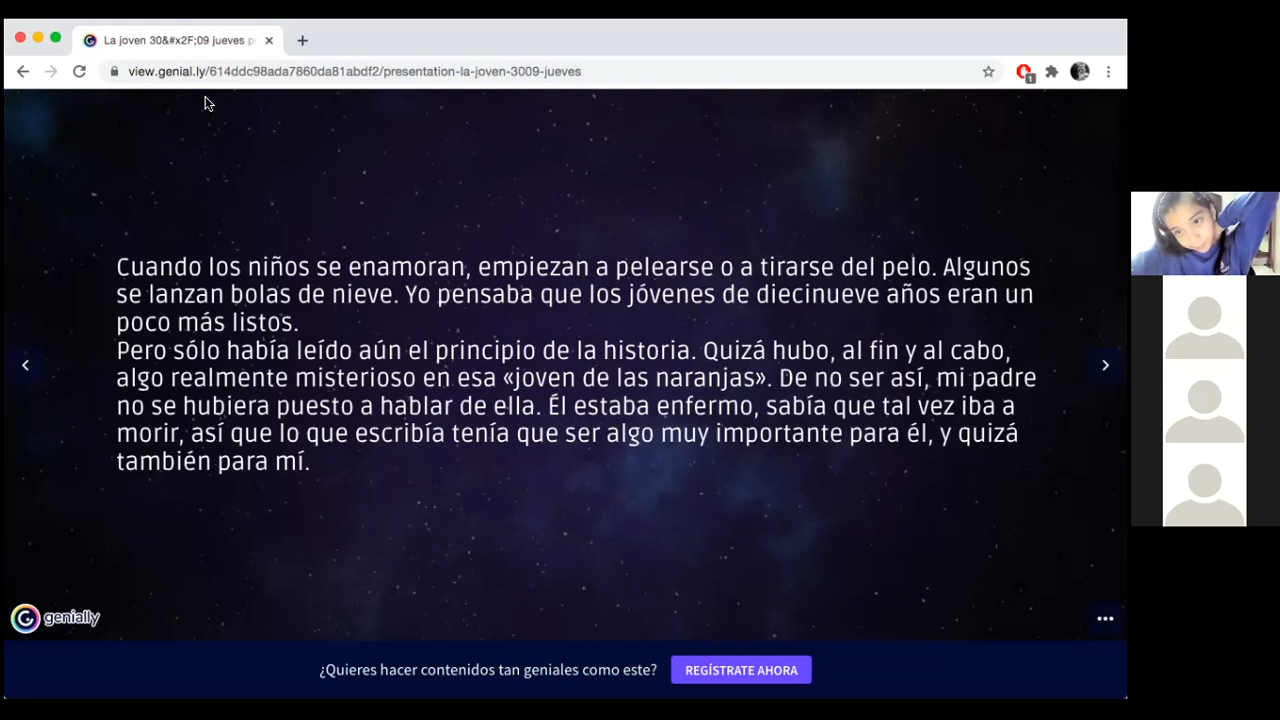 La joven 30&#x2F;09 jueves p
view.genial.ly/614ddc98ada7860da81abdf2/presentation-la-joven-3009-jueves
1
Cuando los niños se enamoran, empiezan a pelearse o a tirarse del pelo. Algunos
se lanzan bolas de nieve. Yo pensaba que los jóvenes de diecinueve años eran un
poco más listos.
Pero sólo había leído aún el principio de la historia. Quizá hubo, al fin y al cabo,
algo realmente misterioso en esa «joven de las naranjas». De no ser así, mi padre
no se hubiera puesto a hablar de ella. Él estaba enfermo, sabía que tal vez iba a
morir, así que lo que escribía tenía que ser algo muy importante para él, y quizá
también para mí.
genially
¿Quieres hacer contenidos tan geniales como este?
REGÍSTRATE AHORA